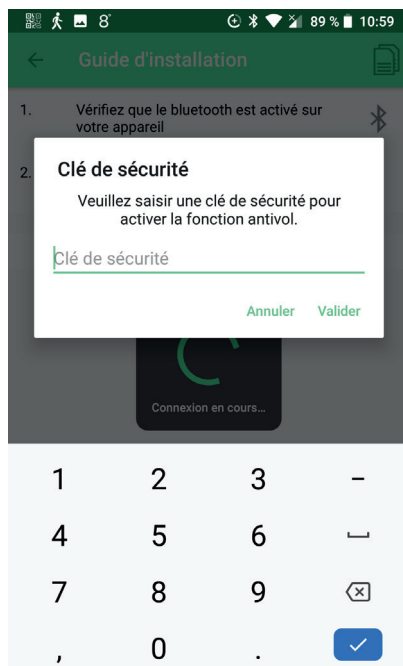 8° 89 % 10:59
Guide d'installation
1. Vérifiez que le bluetooth est activé sur
votre appareil
2.
Clé de sécurité
Veuillez saisir une clé de sécurité pour
activer la fonction antivol.
Clé de sécurité
Annuler Valider
Connexion en cours...
1 2 3 -
4 5 6
7 8 9
, 0 .